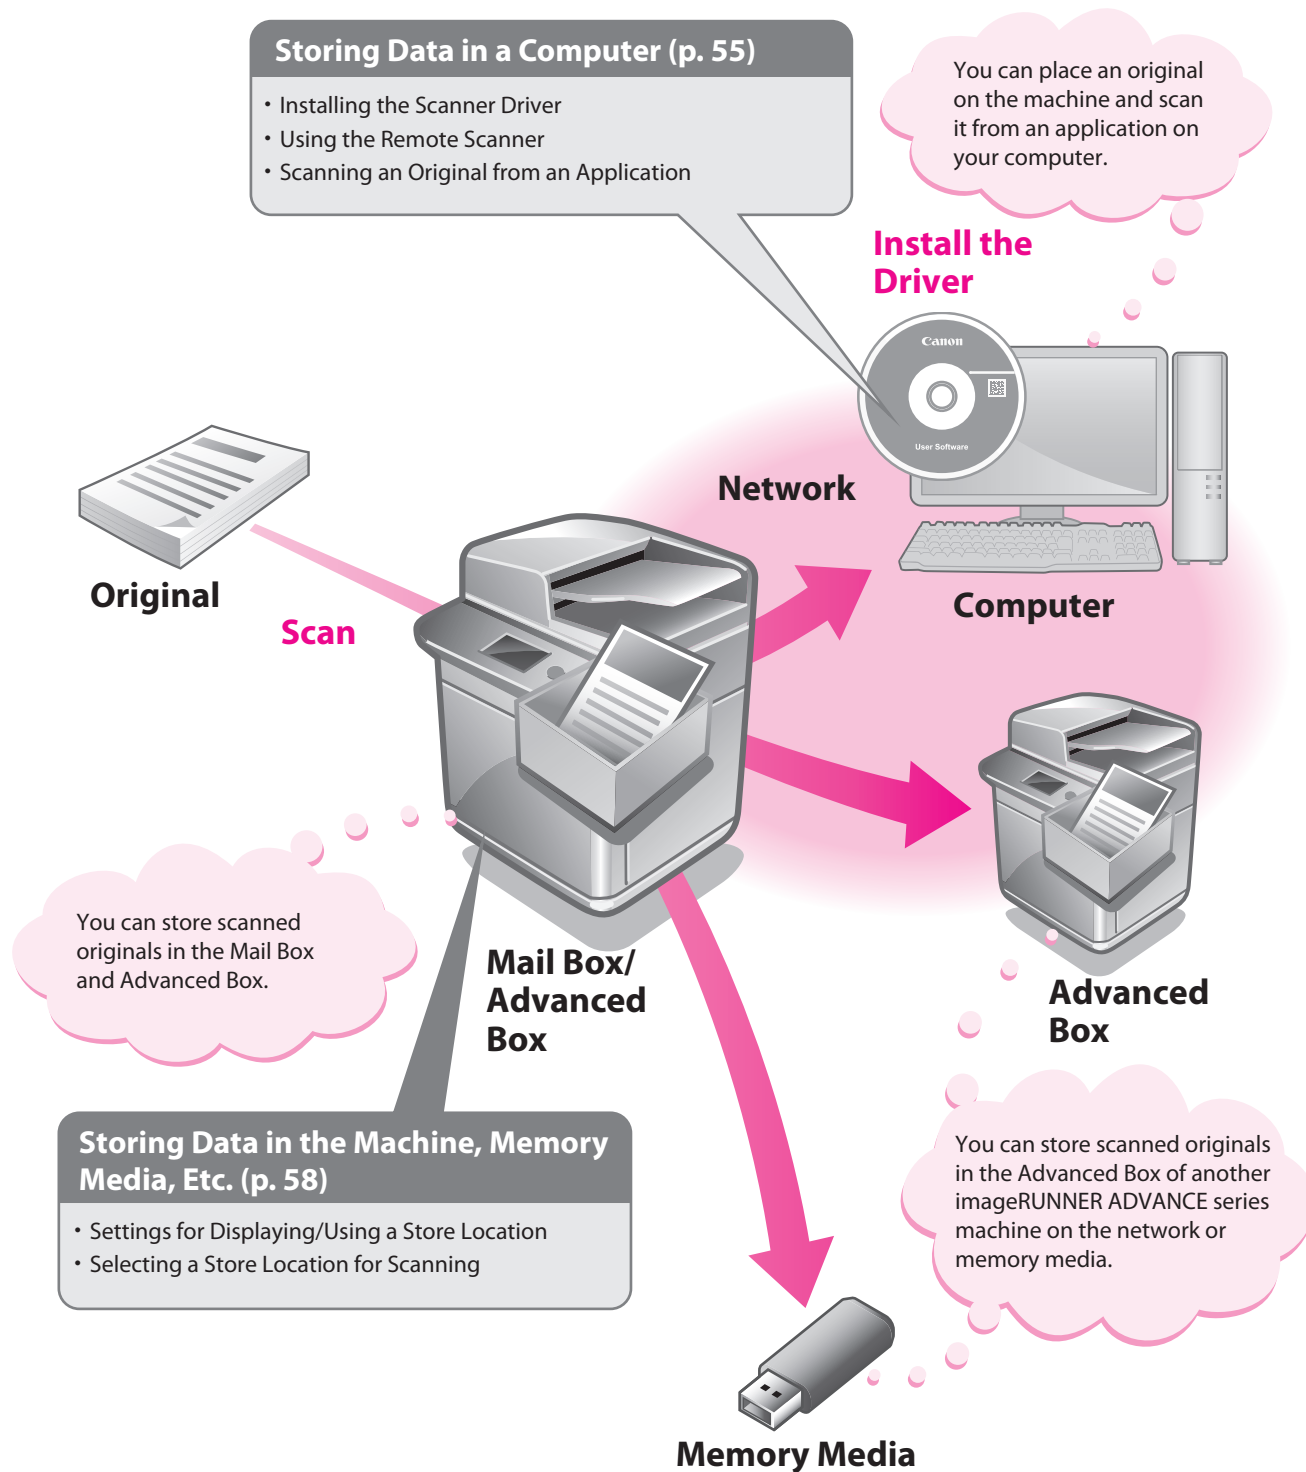 Storing Data in a Computer (p. 55)
• Installing the Scanner Driver
• Using the Remote Scanner
• Scanning an Original from an Application
You can place an original
on the machine and scan
it from an application on
your computer.
Install the
Driver
Canon
User Software
Network
Computer
Original
Scan
You can store scanned
originals in the Mail Box
and Advanced Box.
Mail Box/
Advanced
Box
Advanced
Box
Storing Data in the Machine, Memory
Media, Etc. (p. 58)
• Settings for Displaying/Using a Store Location
• Selecting a Store Location for Scanning
You can store scanned originals
in the Advanced Box of another
imageRUNNER ADVANCE series
machine on the network or
memory media.
Memory Media